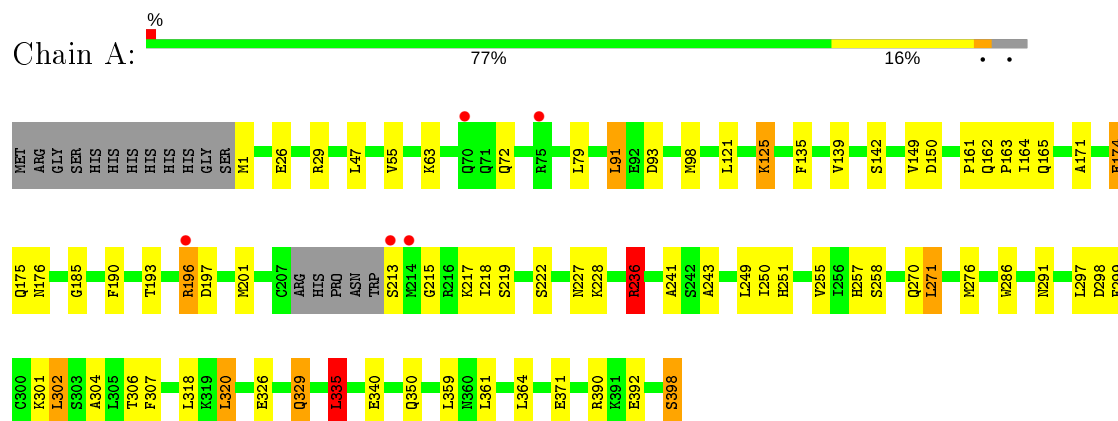 %
Chain A:
77% 16% • •
MET ARG GLY SER HIS HIS HIS HIS HIS HIS GLY SER M1 E26 R29 L47 V55 K63 Q70 Q71 Q72 R75 L79 L91 E92 D93 M98 L121 K125 F135 V139 S142 V149 D150 P161 Q162 P163 I164 Q165 A171 E174
Q175 N176 G185 F190 T193 R196 D197 M201 C207 ARG HIS PRO ASN TRP S213 M214 G215 R216 K217 I218 S219 S222 N227 K228 R236 A241 S242 A243 L249 I250 H251 V255 I256 H257 S258 Q270 L271 M276 W286 N291 L297 D298 E299
C300 K301 L302 S303 A304 L305 T306 F307 L318 K319 L320 E326 Q329 L335 E340 Q350 L359 N360 L361 L364 E371 R390 K391 E392 S398